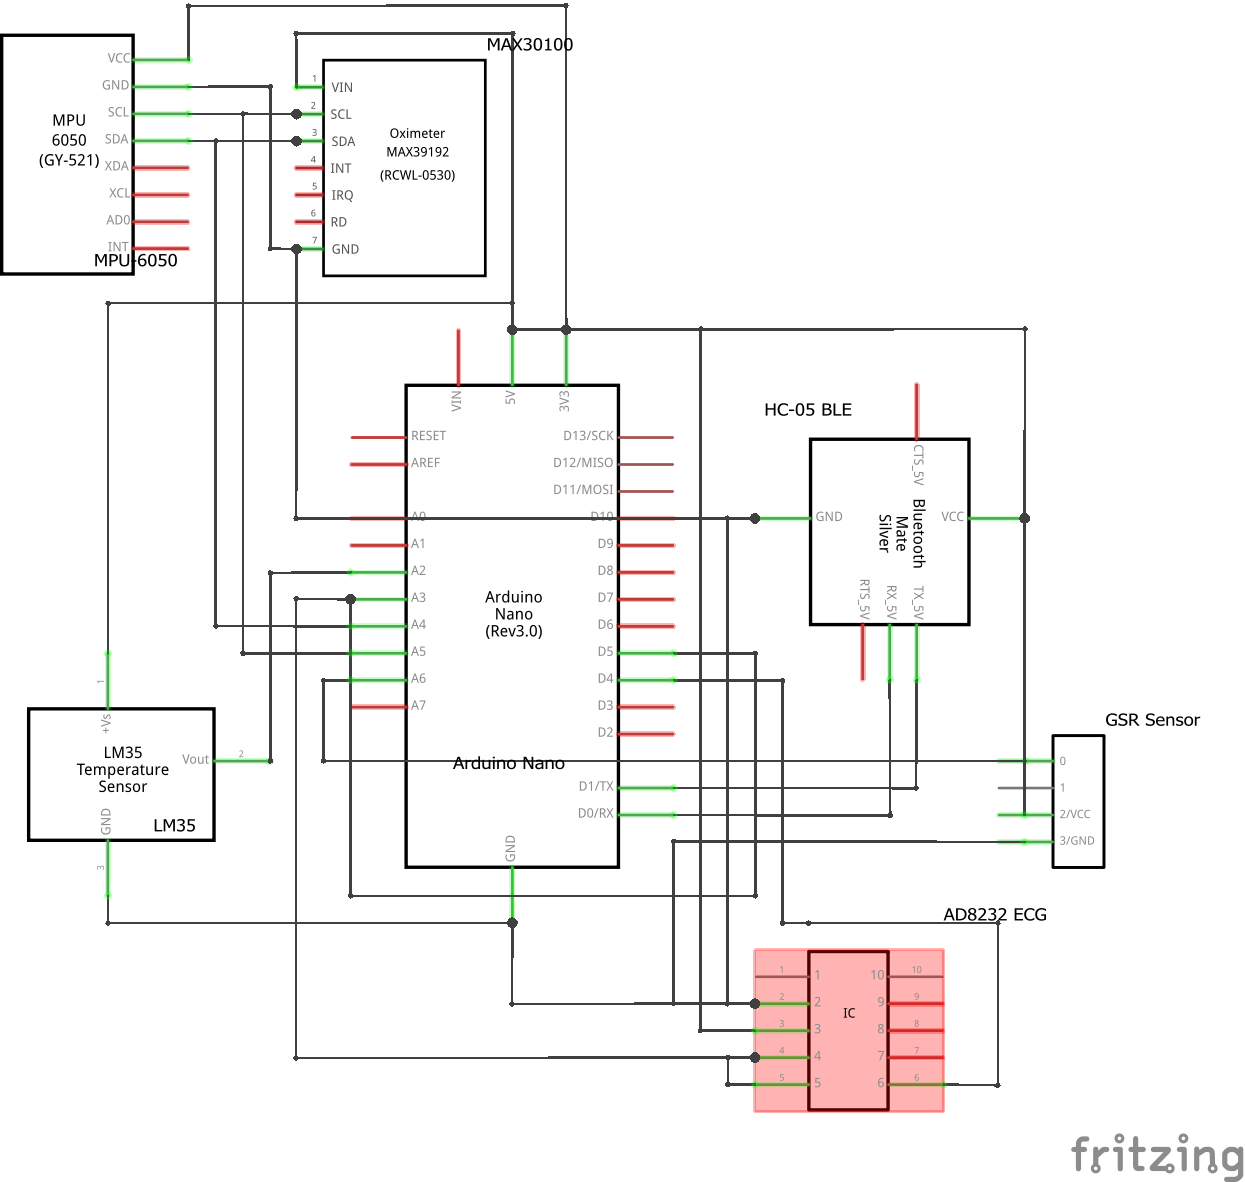 MAX30100
VCC
GND
SCL
SDA
XDA
XCL
AD0
INT
MPU
6050
(GY-521)
MPU-6050
1
VIN
2
SCL
3
SDA
4
INT
5
IRQ
6
RD
7
GND
Oximeter
MAX39192
(RCWL-0530)
VIN
5V
3V3
RESET
AREF
A0
A1
A2
A3
A4
A5
A6
A7
D13/SCK
D12/MISO
D11/MOSI
D10
D9
D8
D7
D6
D5
D4
D3
D2
D1/TX
D0/RX
GND
Arduino
Nano
(Rev3.0)
Arduino Nano
HC-05 BLE
CTS_5V
GND
VCC
Bluetooth
Mate
Silver
RTS_5V
RX_5V
TX_5V
1
+Vs
LM35
Temperature
Sensor
Vout
2
GND
3
LM35
GSR Sensor
0
1
2/VCC
3/GND
AD8232 ECG
1
1
2
2
3
3
4
4
5
5
IC
10
10
9
9
8
8
7
7
6
6
fritzing